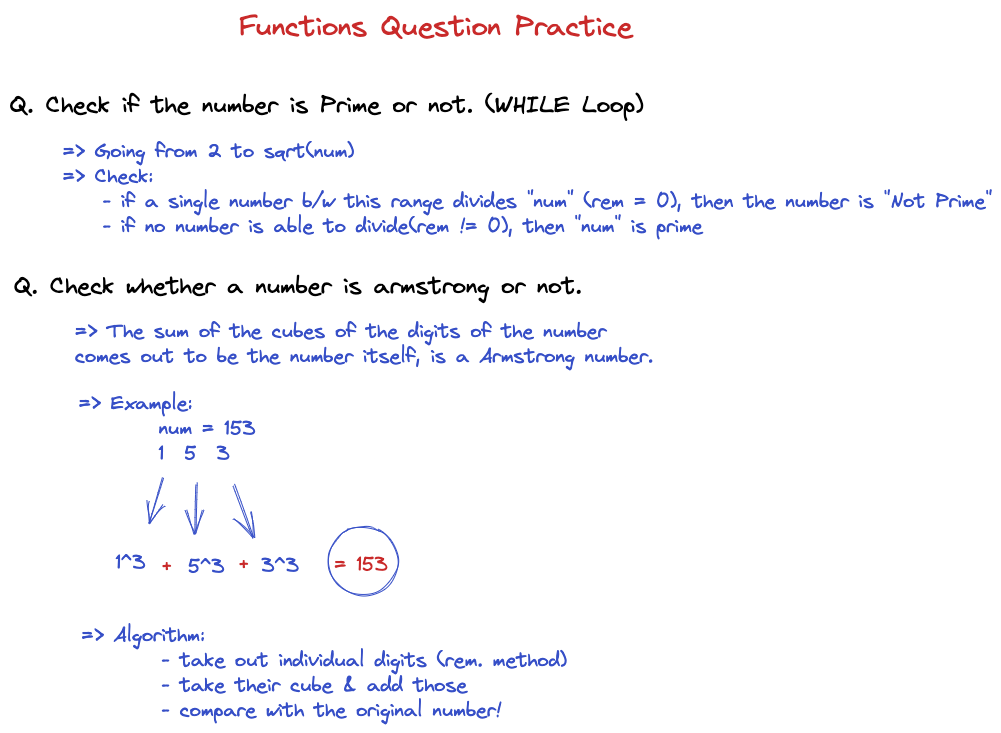 Functions Question Practice
Q. Check if the number is Prime or not. (WHILE Loop)
=> Going from 2 to sqrt(num)
=> Check:
- if a single number b/w this range divides "num" (rem = 0), then the number is "Not Prime"
- if no number is able to divide(rem != 0), then "num" is prime
Q. Check whether a number is armstrong or not.
=> The sum of the cubes of the digits of the number
comes out to be the number itself, is a Armstrong number.
=> Example:
num = 153
1 5 3
1^3 + 5^3 + 3^3 = 153
=> Algorithm:
- take out individual digits (rem. method)
- take their cube & add those
- compare with the original number!